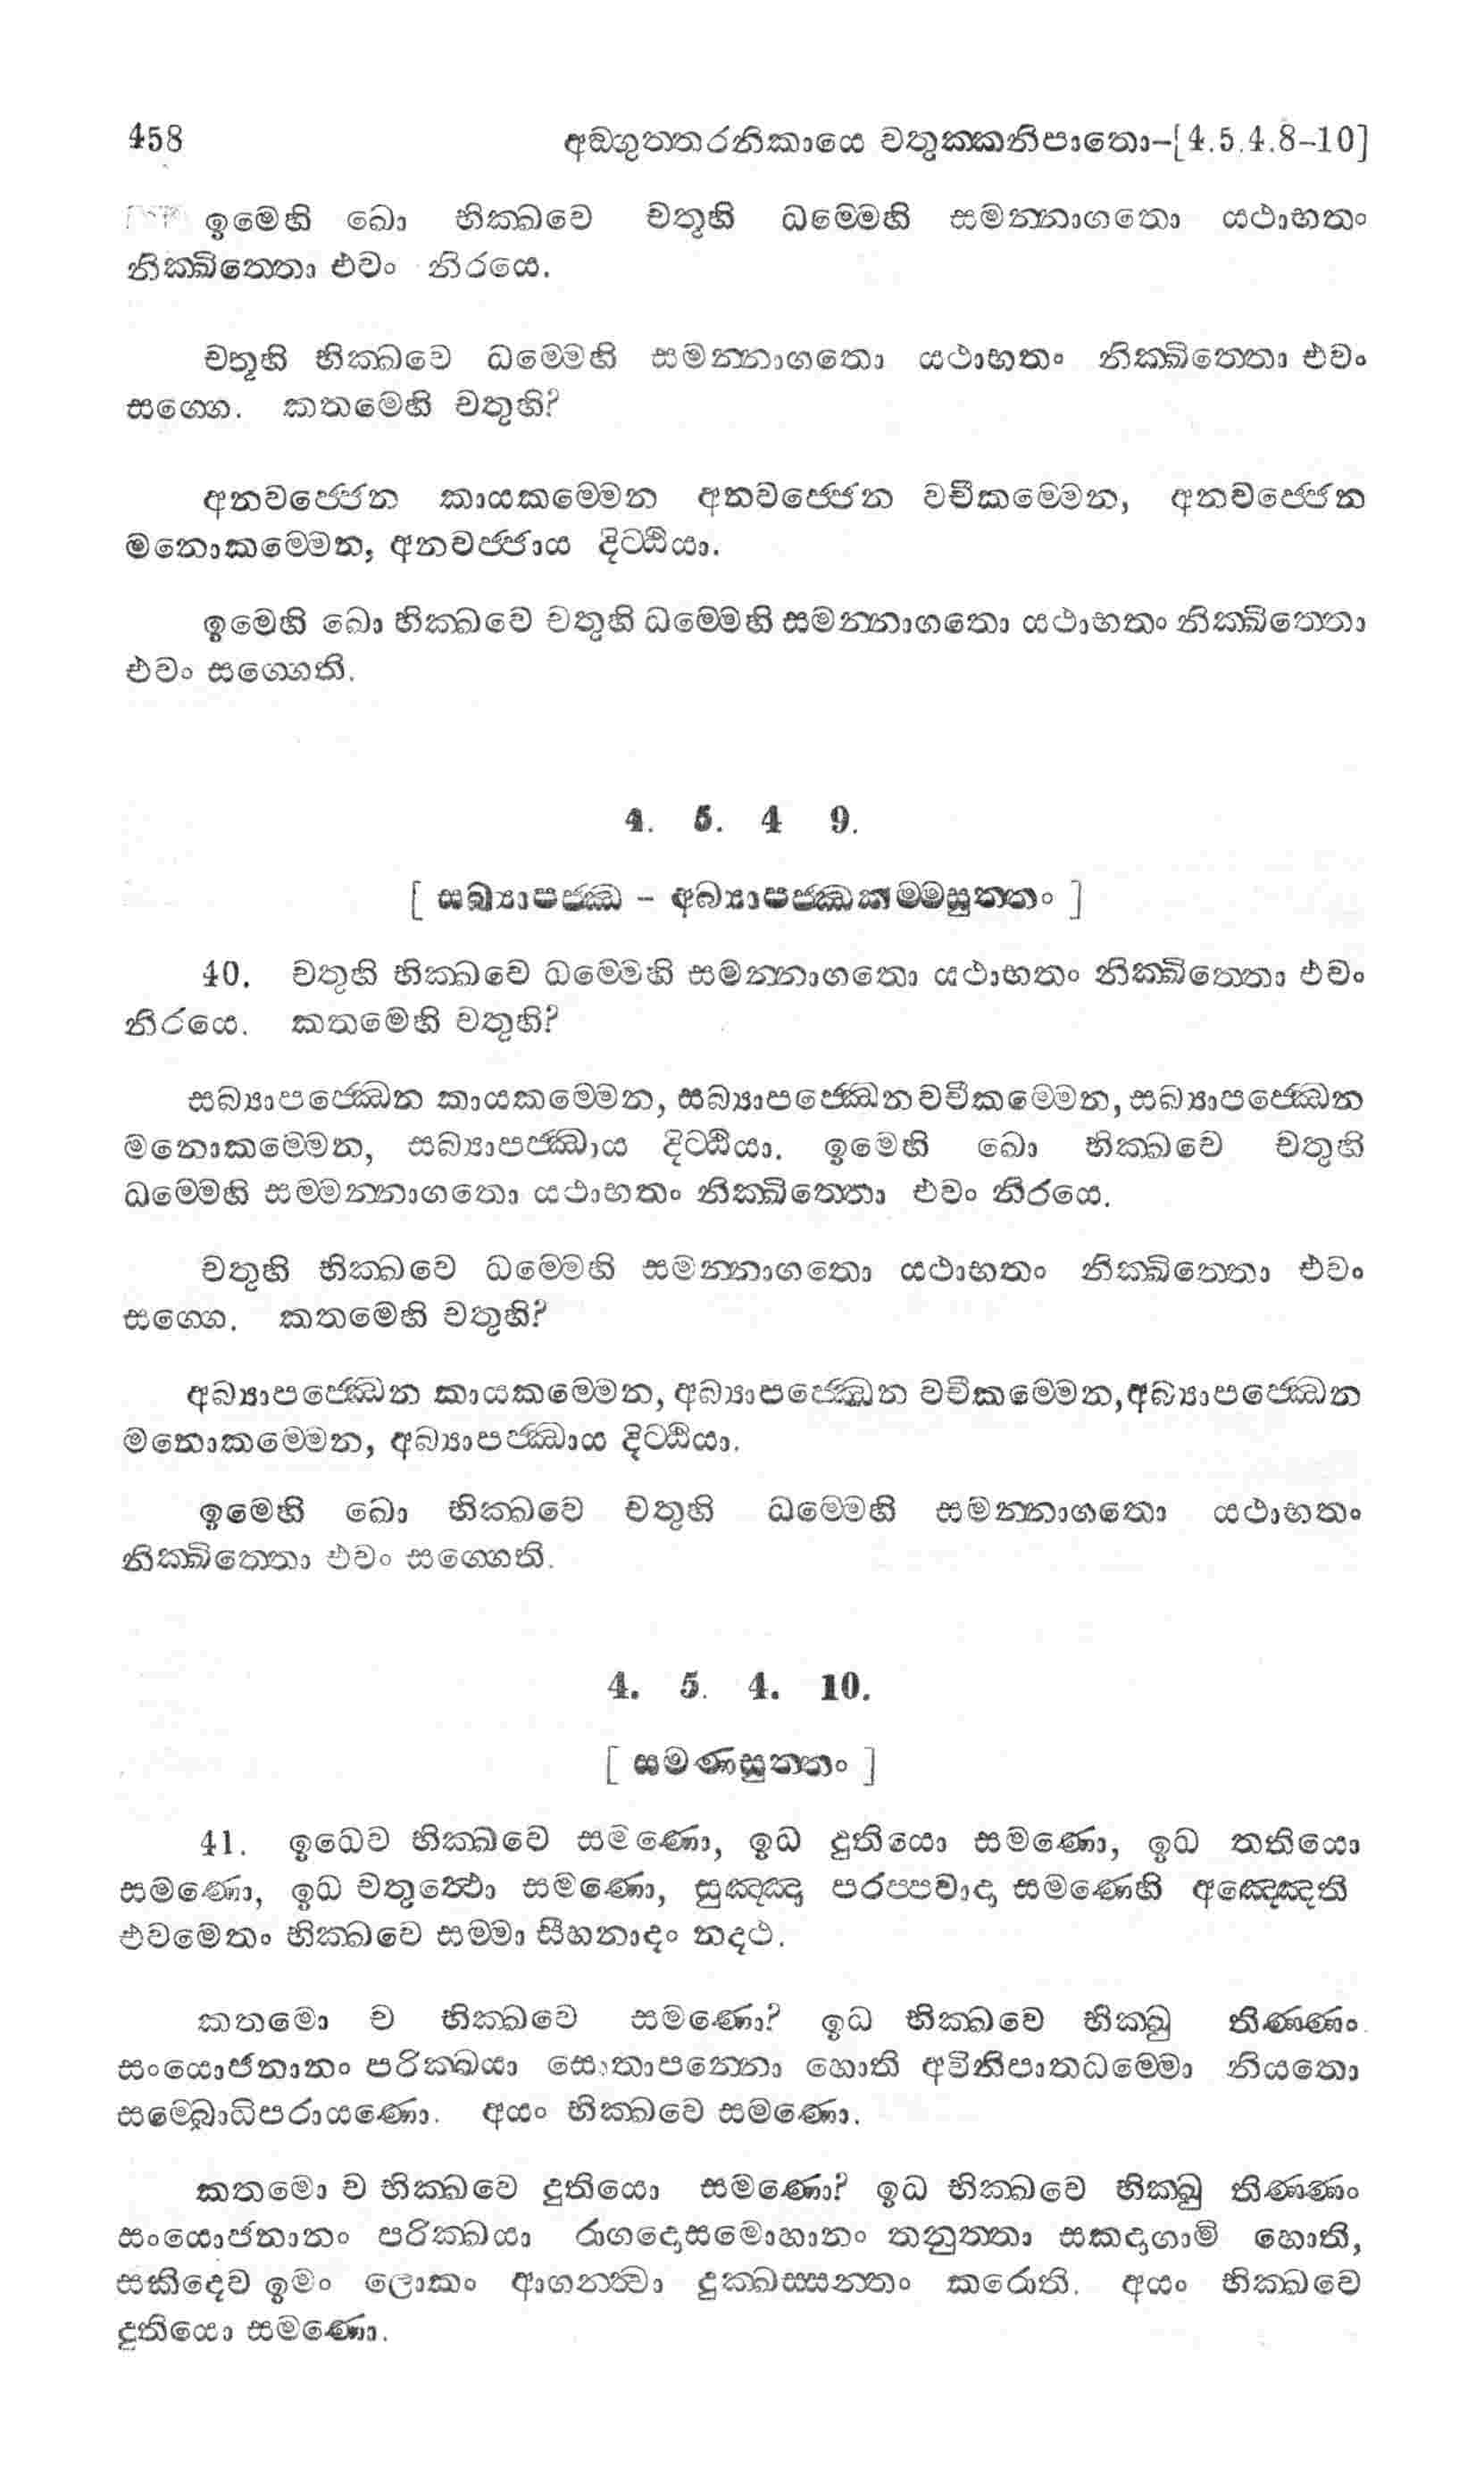 458 අඞ්ගුත්තරනිකායෙ චතුක්කනිපාතො-[4.5.4.8-10]
ඉමෙහි ඛො භික්ඛවෙ චතූහි ධම්මෙහි සමන්නාගතො යථාභතං
නික්ඛිත්තො එවං නිරයෙ.
චතූහි භික්ඛවෙ ධම්මෙහි සමන්නාගතො යථාභතං නික්ඛිත්තො එවං
සග්ගෙ. කතමෙහි චතූහි?
අනවජ්ජෙන කායකම්මෙන අනවජ්ජෙන වචීකම්මෙන, අනවජ්ජෙන
මනොකම්මෙන, අනවජ්ජාය දිට්ඨියා.
ඉමෙහි ඛො භික්ඛවෙ චතූහි ධම්මෙහි සමන්නාගතො යථාභතං නික්ඛිත්තො
එවං සග්ගෙති.
4. 5. 4 9.
[ සබ්‍යාපජ්ඣ - අබ්‍යාපජ්ඣකම්මසුත්තං ]
40. චතූහි භික්ඛවෙ ධම්මෙහි සමන්නාගතො යථාභතං නික්ඛිත්තො එවං
නිරයෙ. කතමෙහි චතූහි?
සබ්‍යාපජ්ඣෙන කායකම්මෙන, සබ්‍යාපජ්ඣෙන වචීකම්මෙන, සබ්‍යාපජ්ඣෙන
මනොකම්මෙන, සබ්‍යාපජ්ඣාය දිට්ඨියා. ඉමෙහි ඛො භික්ඛවෙ චතූහි
ධම්මෙහි සම්මන්නාගතො යථාභතං නික්ඛිත්තො එවං නිරයෙ.
චතූහි භික්ඛවෙ ධම්මෙහි සමන්නාගතො යථාභතං නික්ඛිත්තො එවං
සග්ගෙ. කතමෙහි චතූහි?
අබ්‍යාපජ්ඣෙන කායකම්මෙන, අබ්‍යාපජ්ඣෙන වචීකම්මෙන, අබ්‍යාපජ්ඣෙන
මනොකම්මෙන, අබ්‍යාපජ්ඣාය දිට්ඨියා.
ඉමෙහි ඛො භික්ඛවෙ චතූහි ධම්මෙහි සමන්නාගතො යථාභතං
නික්ඛිත්තො එවං සග්ගෙති.
4. 5. 4. 10.
[ සමණසුත්තං ]
41. ඉධෙව භික්ඛවෙ සමණො, ඉධ දුතියො සමණො, ඉධ තතියො
සමණො, ඉධ චතුත්ථො සමණො, සුඤ්ඤා පරප්පවාදා සමණෙහි අඤ්ඤෙති
එවමෙතං භික්ඛවෙ සම්මා සීහනාදං නදථ.
කතමො ච භික්ඛවෙ සමණො? ඉධ භික්ඛවෙ භික්ඛු තිණ්ණං
සංයොජනානං පරික්ඛයා සොතාපන්නො හොති අවිනිපාතධම්මො නියතො
සම්බොධිපරායණො. අයං භික්ඛවෙ සමණො.
කතමො ච භික්ඛවෙ දුතියො සමණො? ඉධ භික්ඛවෙ භික්ඛු තිණ්ණං
සංයොජනානං පරික්ඛයා රාගදොසමොහානං තනුත්තා සකදාගාමි හොති,
සකිදෙව ඉමං ලොකං ආගන්ත්වා දුක්ඛස්සන්තං කරොති. අයං භික්ඛවෙ
දුතියො සමණො.